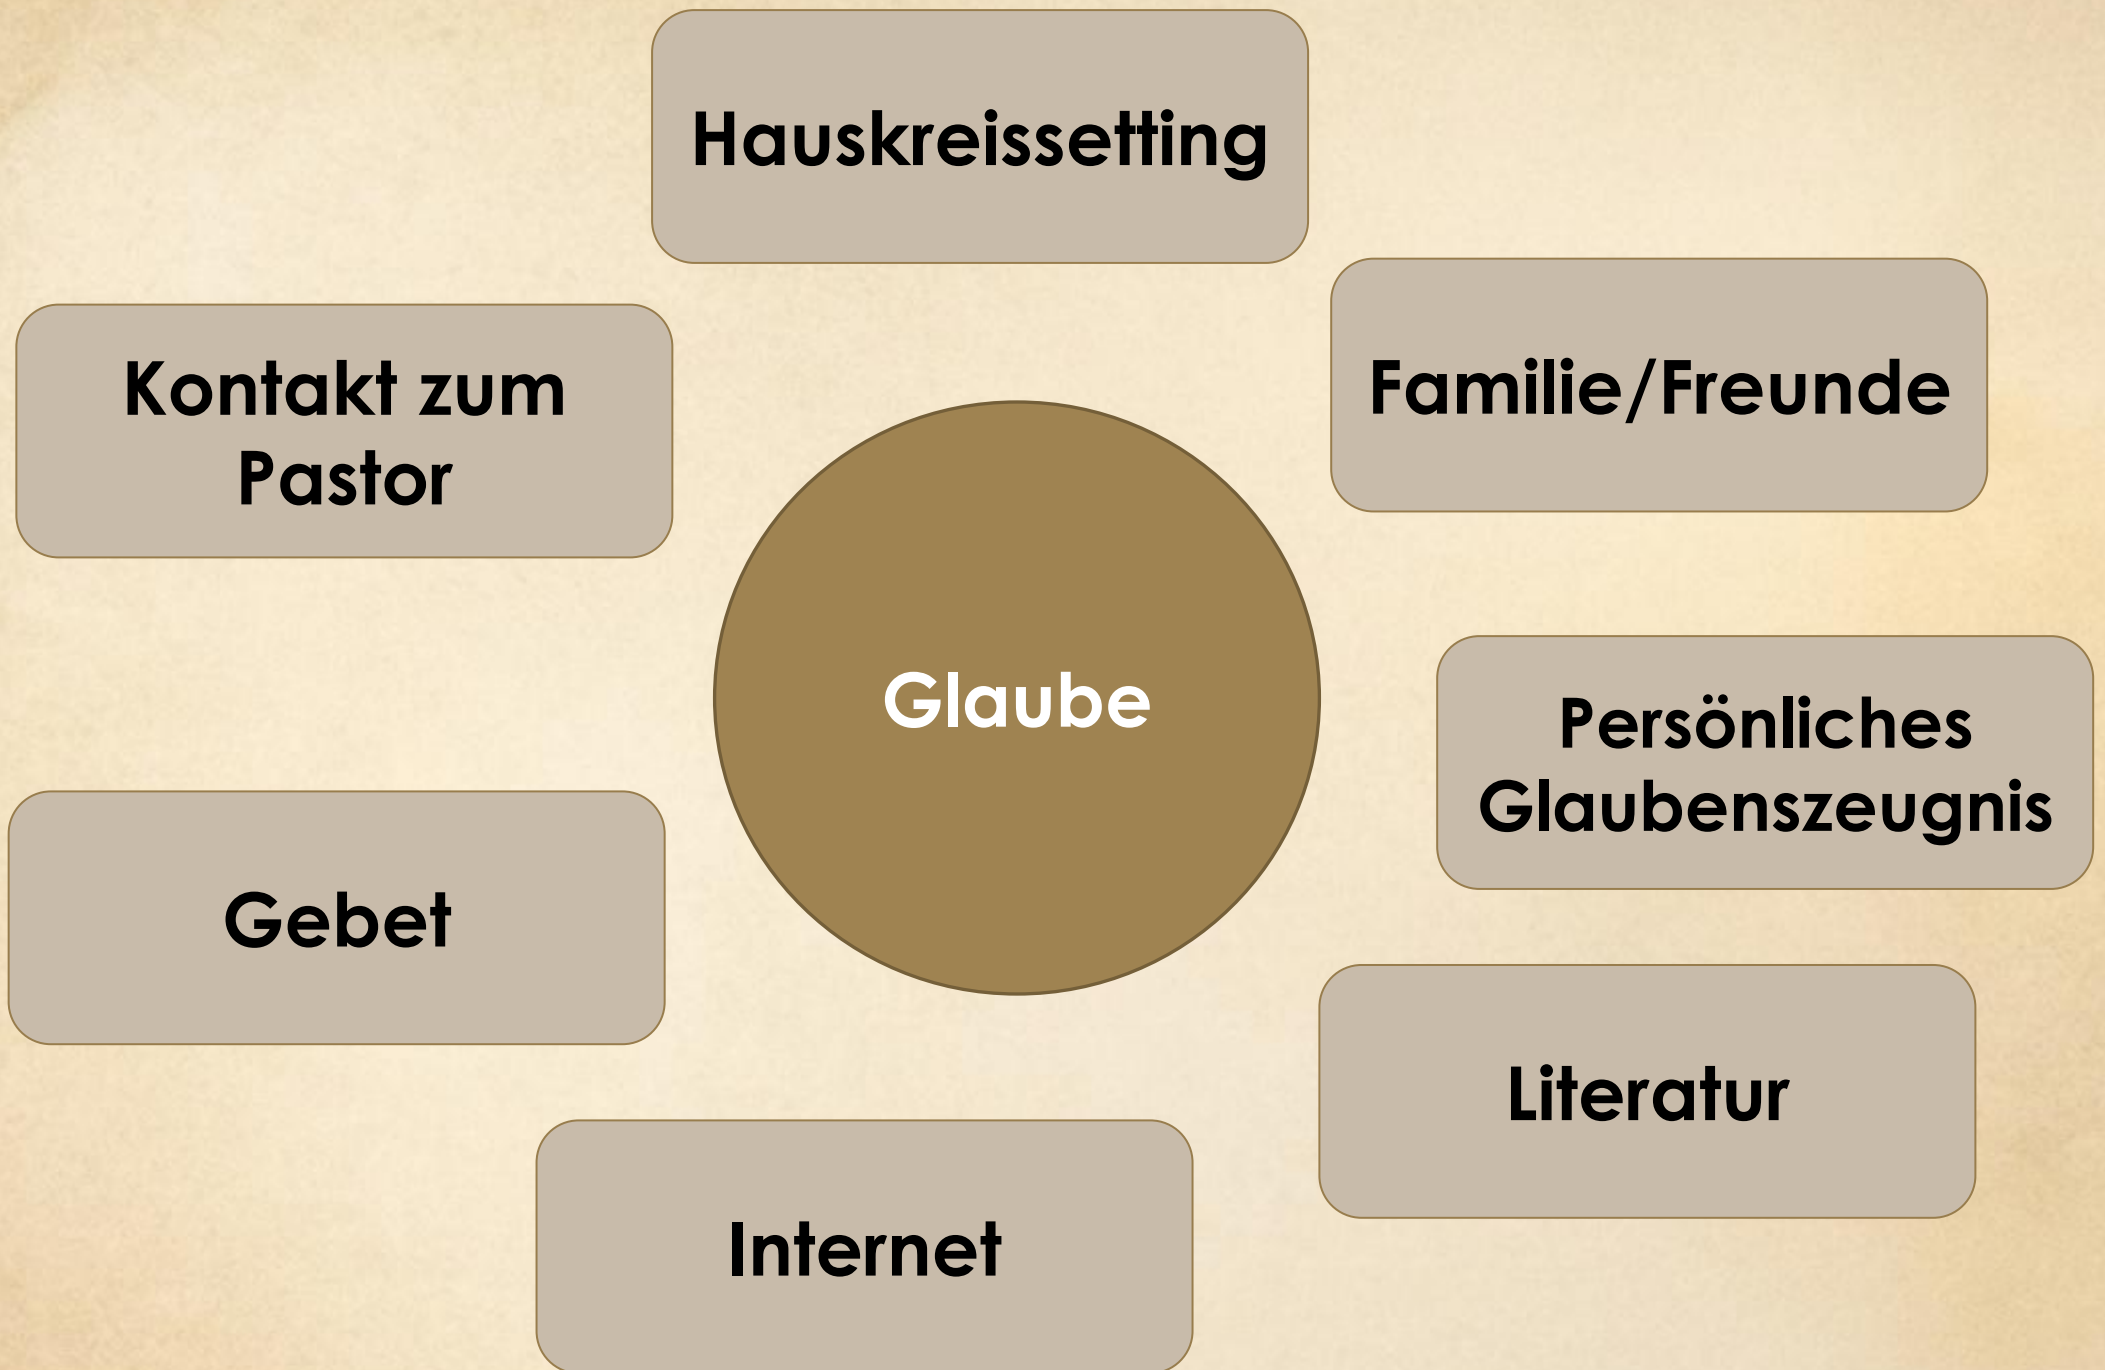 Hauskreissetting
Familie/Freunde
Kontakt zum
Pastor
Glaube
Persönliches
Glaubenszeugnis
Gebet
Literatur
Internet